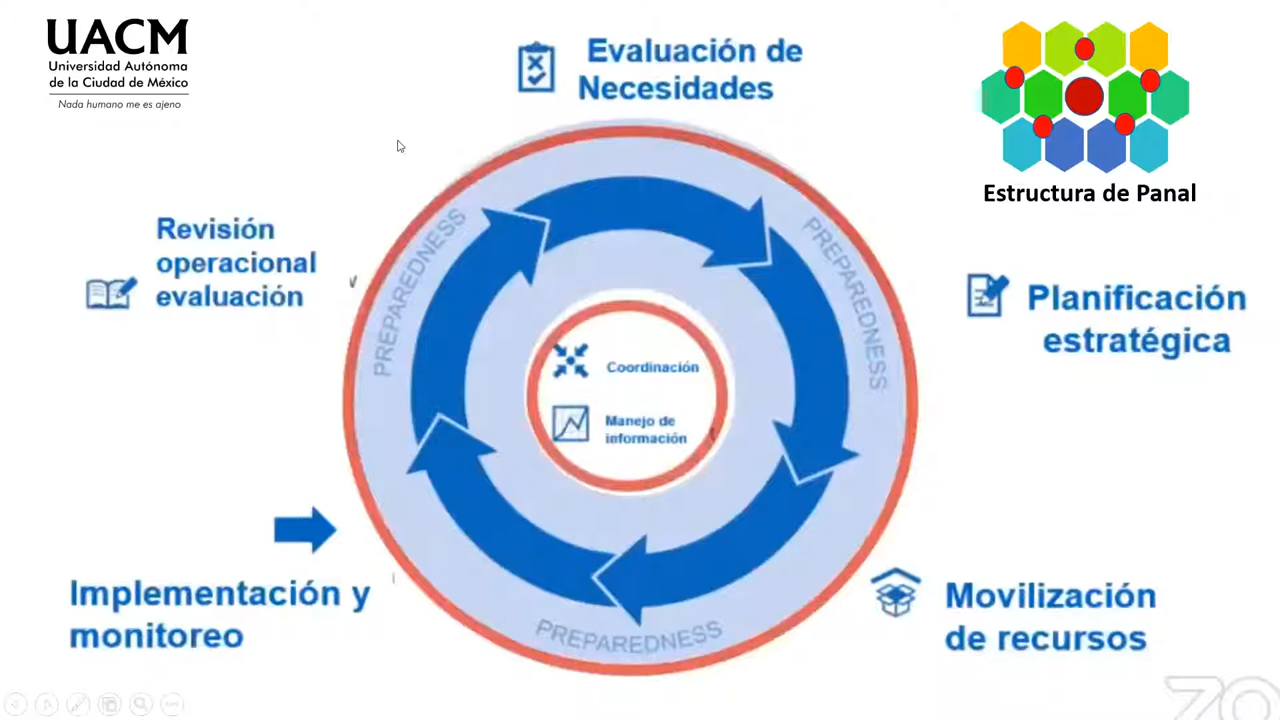 UACM
Universidad Autónoma
de la Ciudad de México
Nada humano me es ajeno
Evaluación de
Necesidades
Estructura de Panal
Revisión
operacional
evaluación
PREPAREDNESS
PREPAREDNESS
Planificación
estratégica
Coordinación
Manejo de
información
Implementación y
monitoreo
PREPAREDNESS
Movilización
de recursos